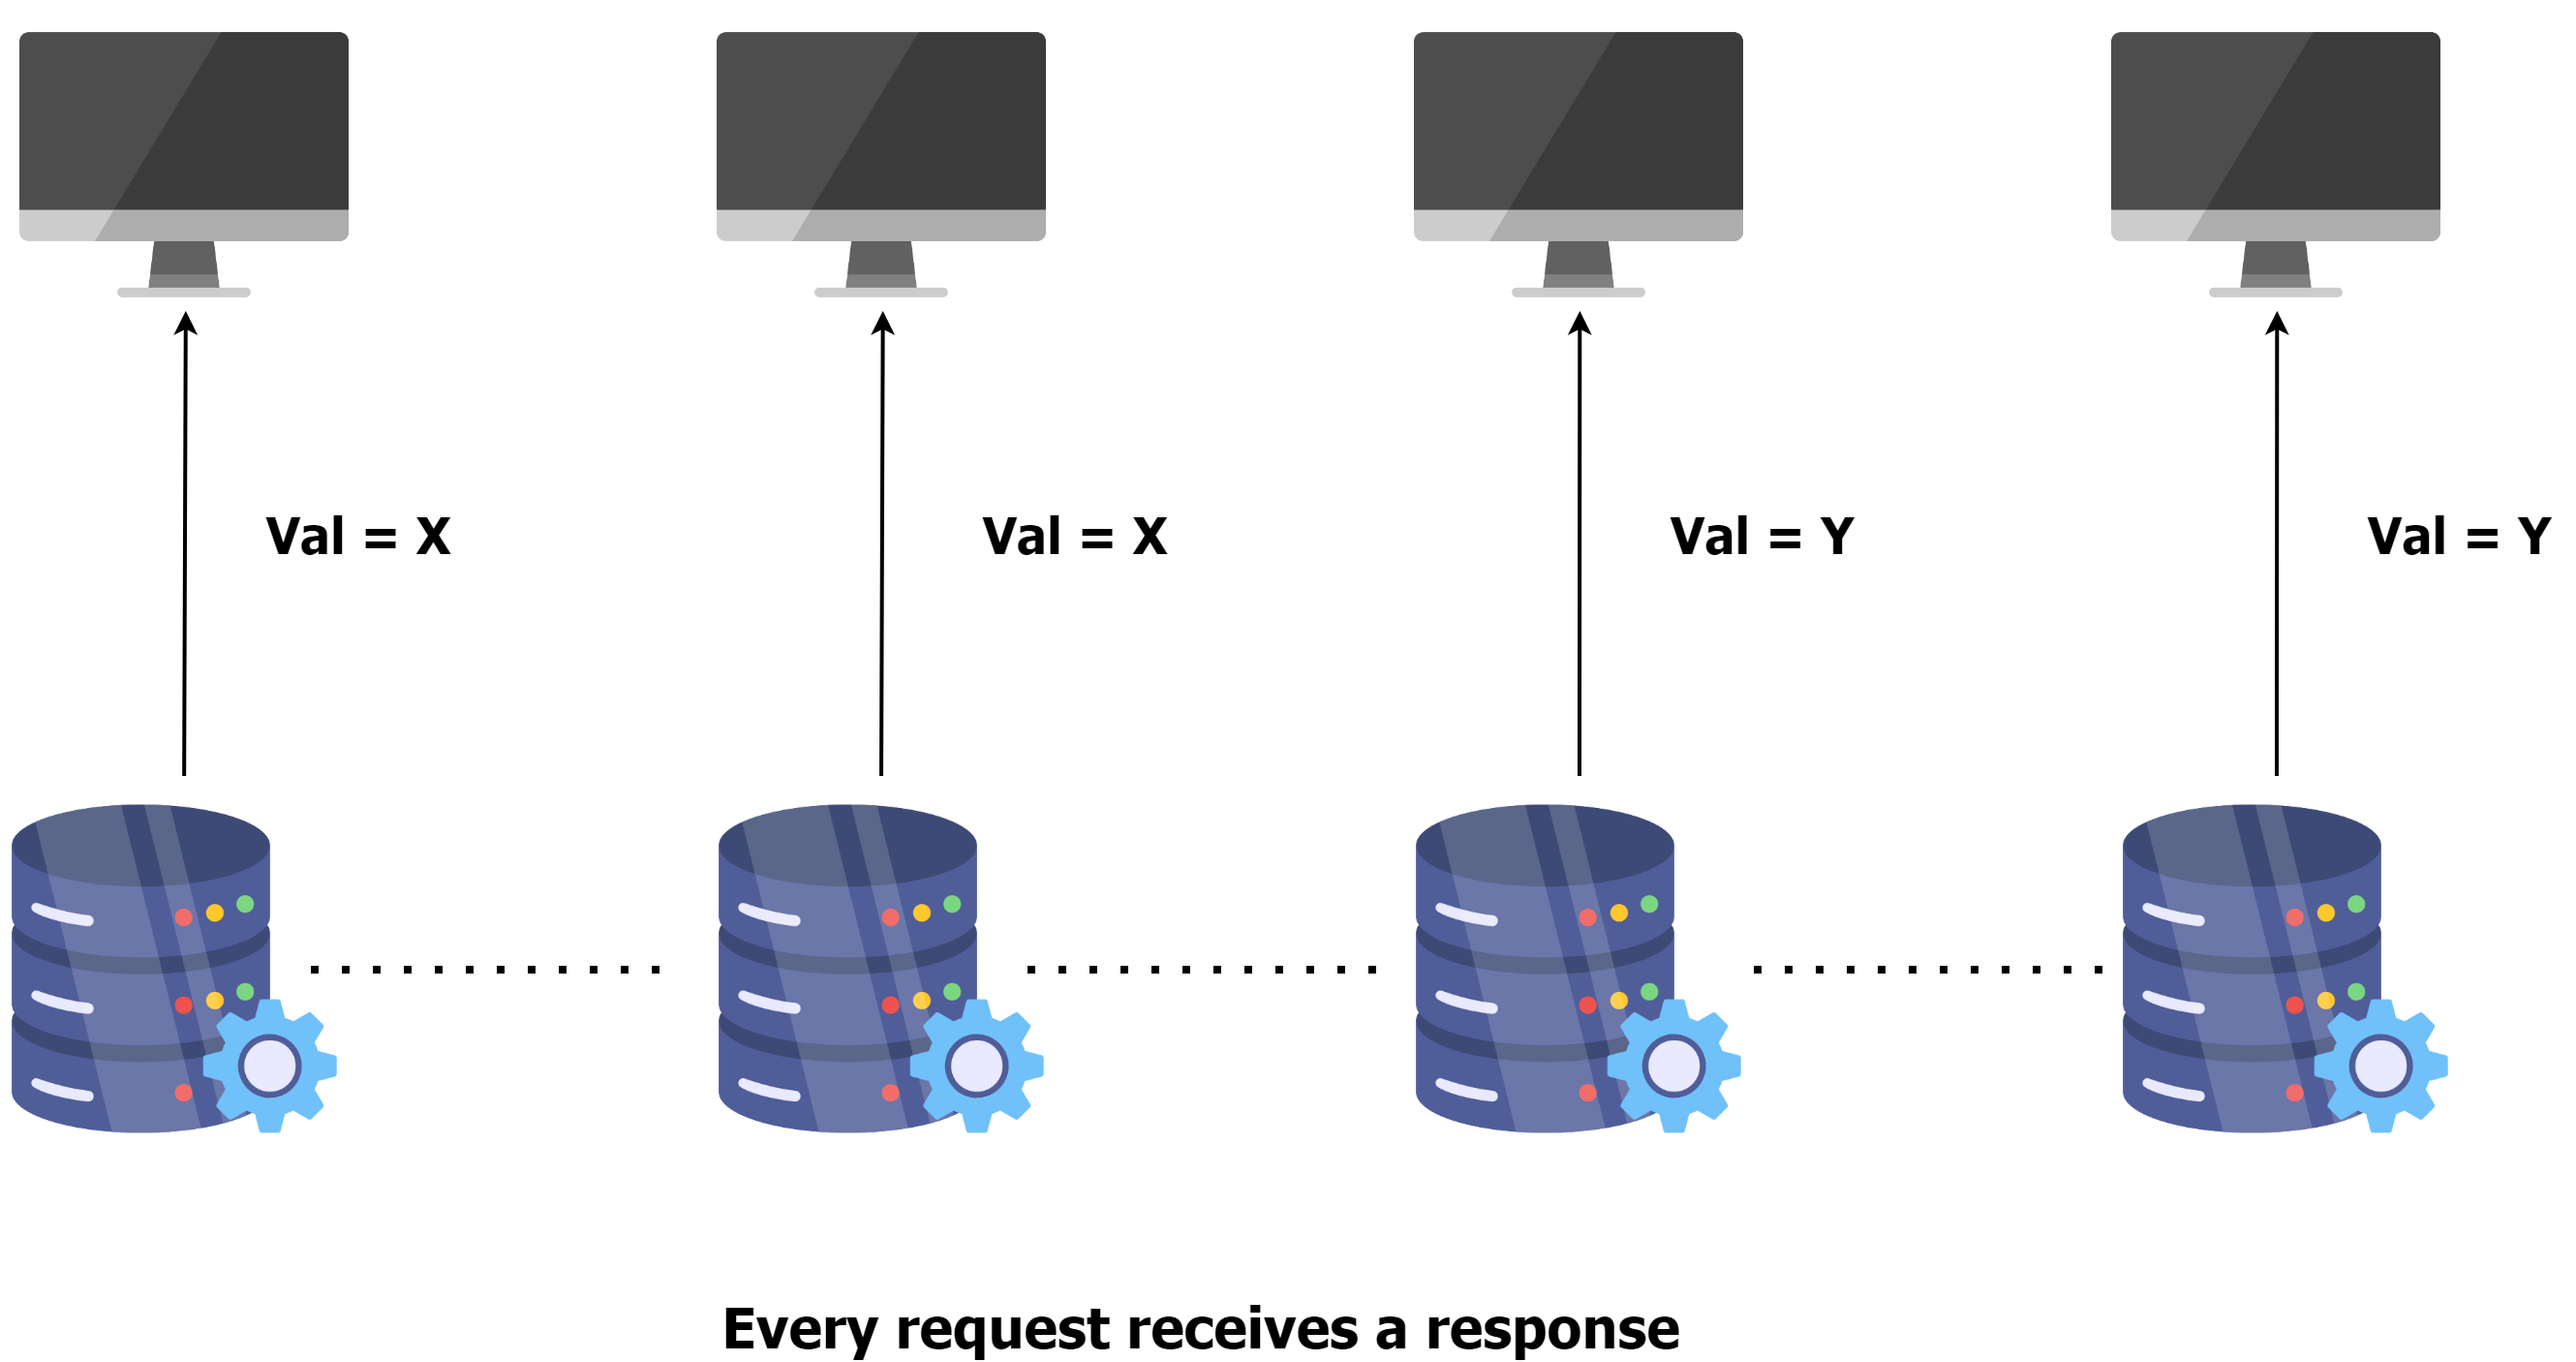 Val = X
Val = X
Val = Y
Val = Y
Every request receives a response